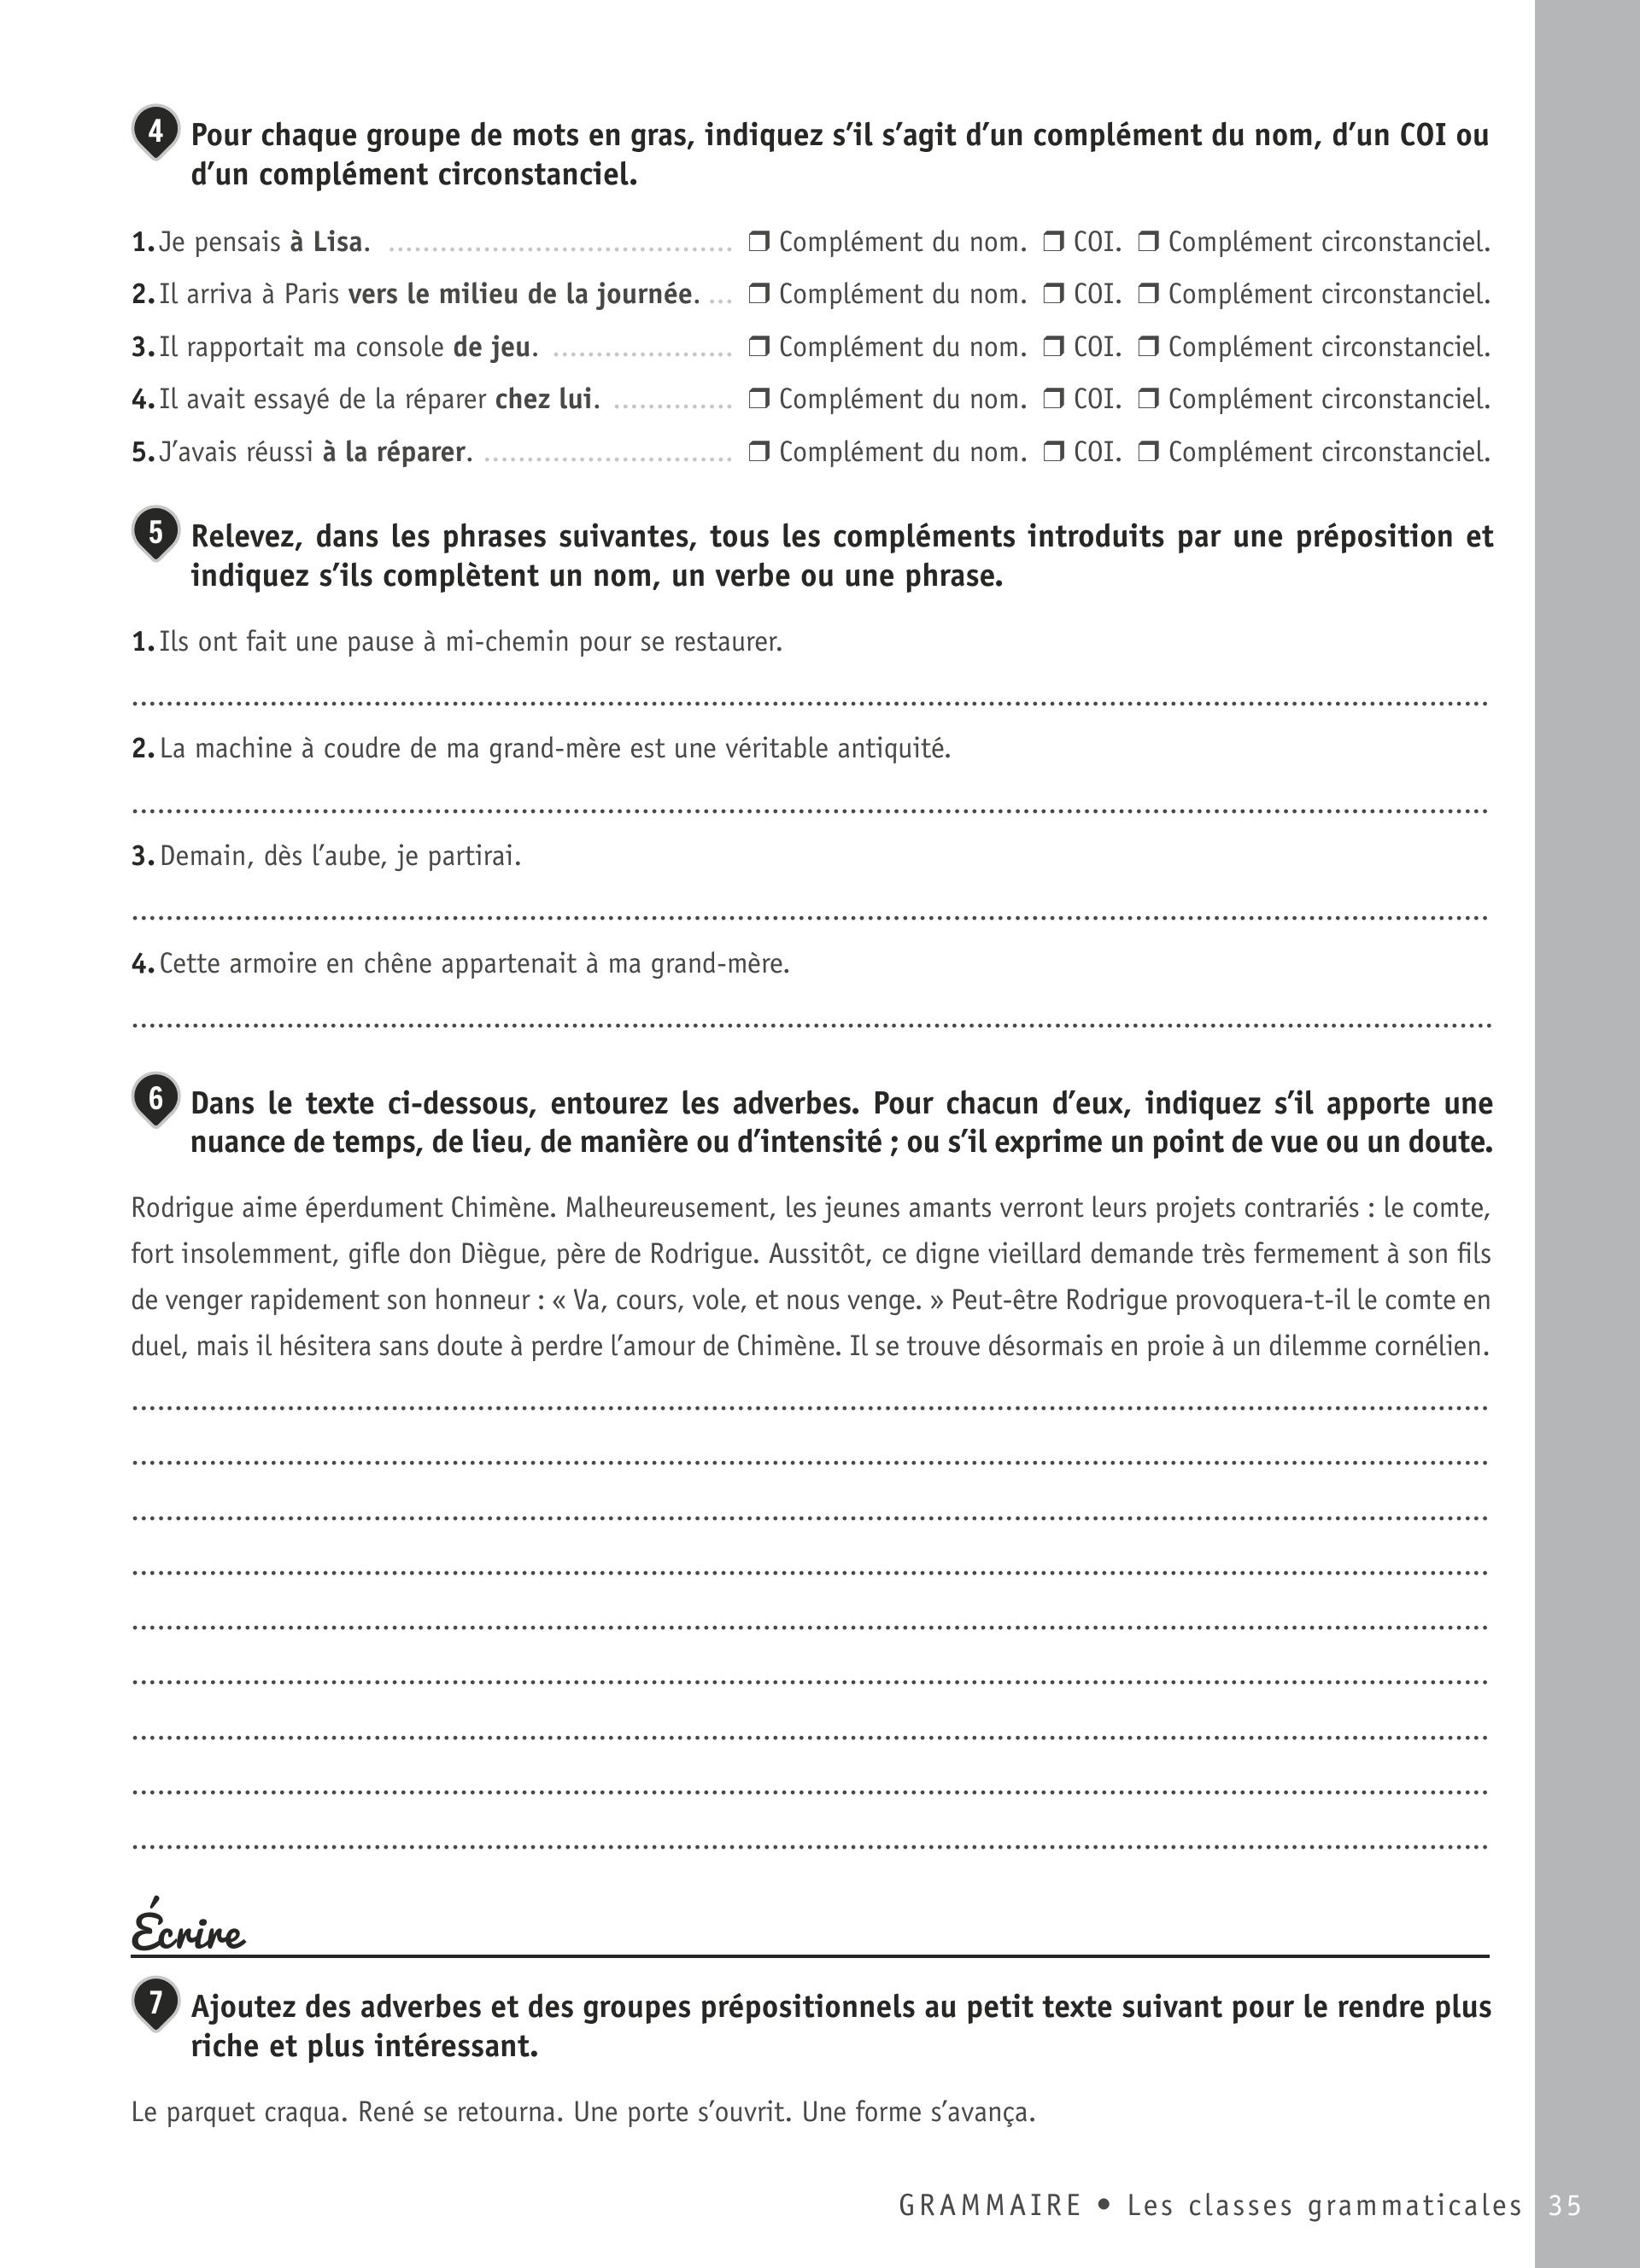 4 Pour chaque groupe de mots en gras, indiquez s’il s’agit d’un complément du nom, d’un COI ou
d’un complément circonstanciel.
1. Je pensais à Lisa. ........................................ ❒ Complément du nom. ❒ COI. ❒ Complément circonstanciel.
2. Il arriva à Paris vers le milieu de la journée. ... ❒ Complément du nom. ❒ COI. ❒ Complément circonstanciel.
3. Il rapportait ma console de jeu. ..................... ❒ Complément du nom. ❒ COI. ❒ Complément circonstanciel.
4. Il avait essayé de la réparer chez lui. .............. ❒ Complément du nom. ❒ COI. ❒ Complément circonstanciel.
5. J’avais réussi à la réparer. ............................. ❒ Complément du nom. ❒ COI. ❒ Complément circonstanciel.
5 Relevez, dans les phrases suivantes, tous les compléments introduits par une préposition et
indiquez s’ils complètent un nom, un verbe ou une phrase.
1. Ils ont fait une pause à mi-chemin pour se restaurer.
2. La machine à coudre de ma grand-mère est une véritable antiquité.
3. Demain, dès l’aube, je partirai.
4. Cette armoire en chêne appartenait à ma grand-mère.
6 Dans le texte ci-dessous, entourez les adverbes. Pour chacun d’eux, indiquez s’il apporte une
nuance de temps, de lieu, de manière ou d’intensité ; ou s’il exprime un point de vue ou un doute.
Rodrigue aime éperdument Chimène. Malheureusement, les jeunes amants verront leurs projets contrariés : le comte,
fort insolemment, gifle don Diègue, père de Rodrigue. Aussitôt, ce digne vieillard demande très fermement à son fils
de venger rapidement son honneur : « Va, cours, vole, et nous venge. » Peut-être Rodrigue provoquera-t-il le comte en
duel, mais il hésitera sans doute à perdre l’amour de Chimène. Il se trouve désormais en proie à un dilemme cornélien.
Écrire
7 Ajoutez des adverbes et des groupes prépositionnels au petit texte suivant pour le rendre plus
riche et plus intéressant.
Le parquet craqua. René se retourna. Une porte s’ouvrit. Une forme s’avança.
GRAMMAIRE • Les classes grammaticales 35